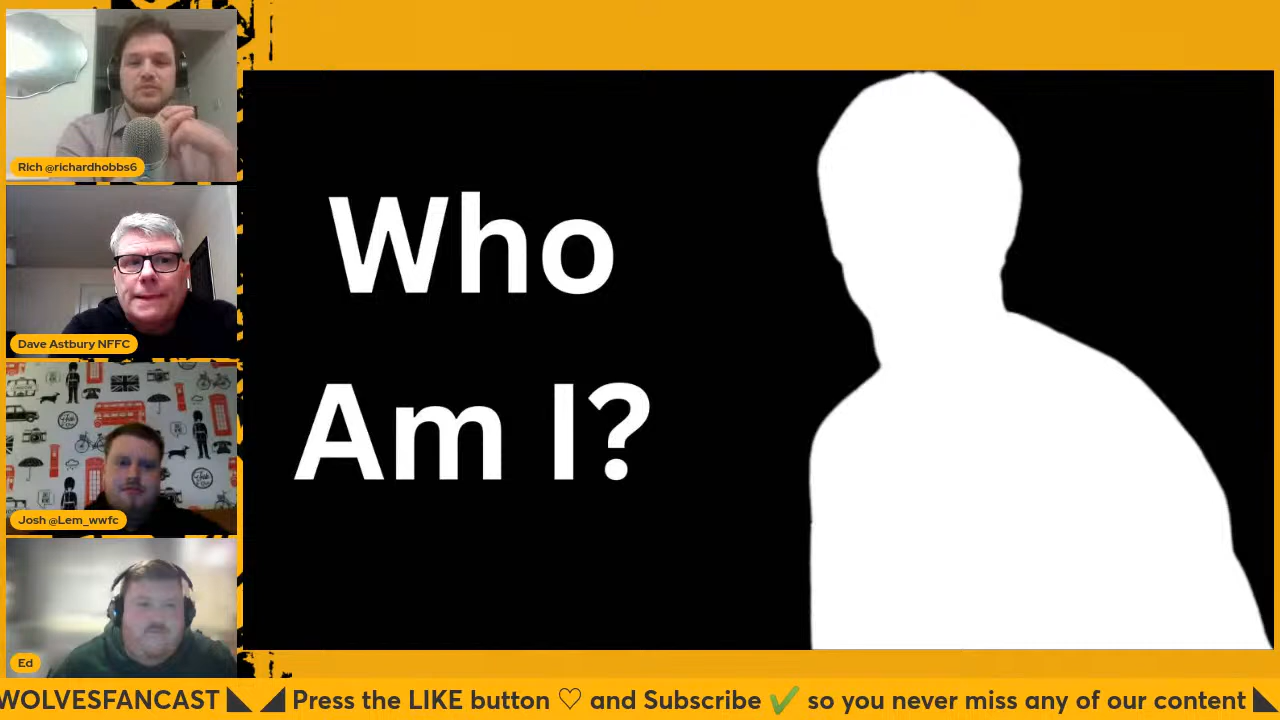 Rich @richardhobbs6
Dave Astbury NFFC
Josh @Lem_wwfc
Ed
Who
Am I?
WOLVESFANCAST ◣ ◢ Press the LIKE button ♡ and Subscribe ✔ so you never miss any of our content ◣